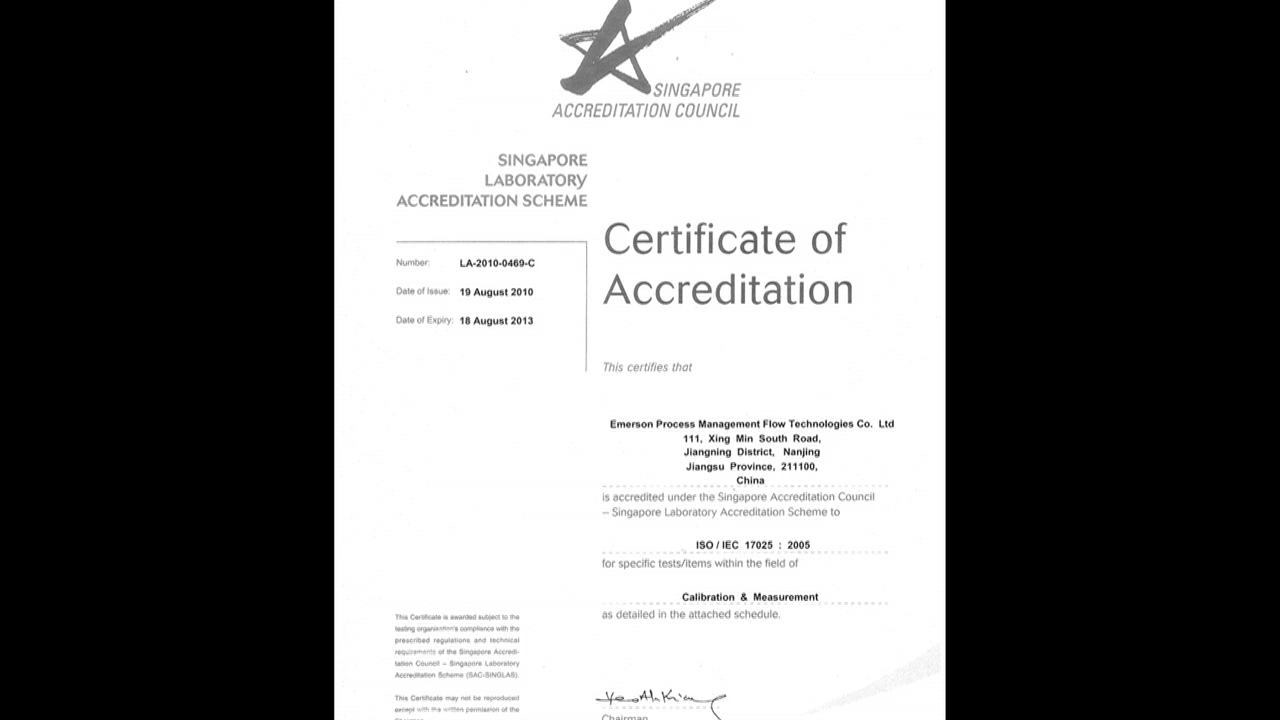 SINGAPORE
ACCREDITATION COUNCIL
SINGAPORE
LABORATORY
ACCREDITATION SCHEME
Certificate of
Accreditation
Number: LA-2010-0469-C
Date of Issue: 19 August 2010
Date of Expiry: 18 August 2013
This certifies that
Emerson Process Management Flow Technologies Co. Ltd
111, Xing Min South Road,
Jiangning District, Nanjing
Jiangsu Province, 211100,
China
is accredited under the Singapore Accreditation Council
– Singapore Laboratory Accreditation Scheme to
ISO / IEC 17025 : 2005
for specific tests/items within the field of
Calibration & Measurement
as detailed in the attached schedule.
This Certificate is awarded subject to the
testing organisation's compliance with the
prescribed regulations and technical
requirements of the Singapore Accredi-
tation Council – Singapore Laboratory
Accreditation Scheme (SAC-SINGLAS).
This Certificate may not be reproduced
except with the written permission of the
Chairman